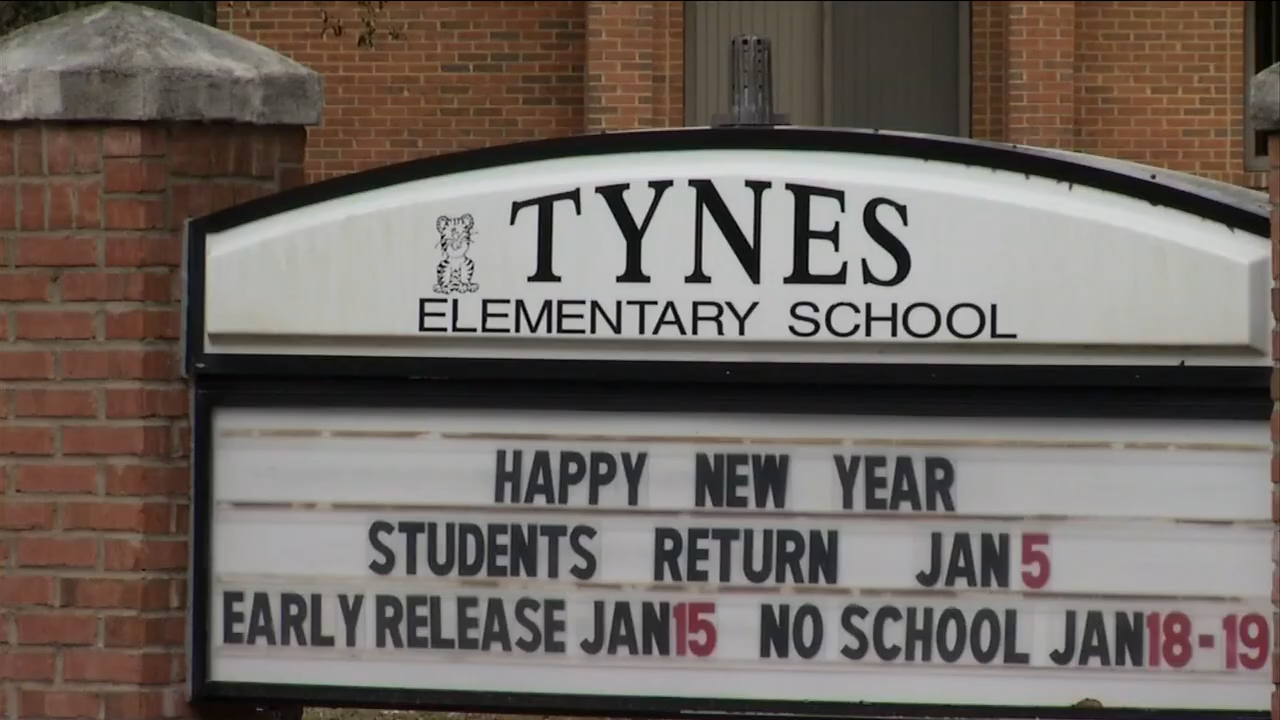 TYNES
ELEMENTARY SCHOOL
HAPPY NEW YEAR
STUDENTS RETURN JAN 5
EARLY RELEASE JAN 15 NO SCHOOL JAN 18-19